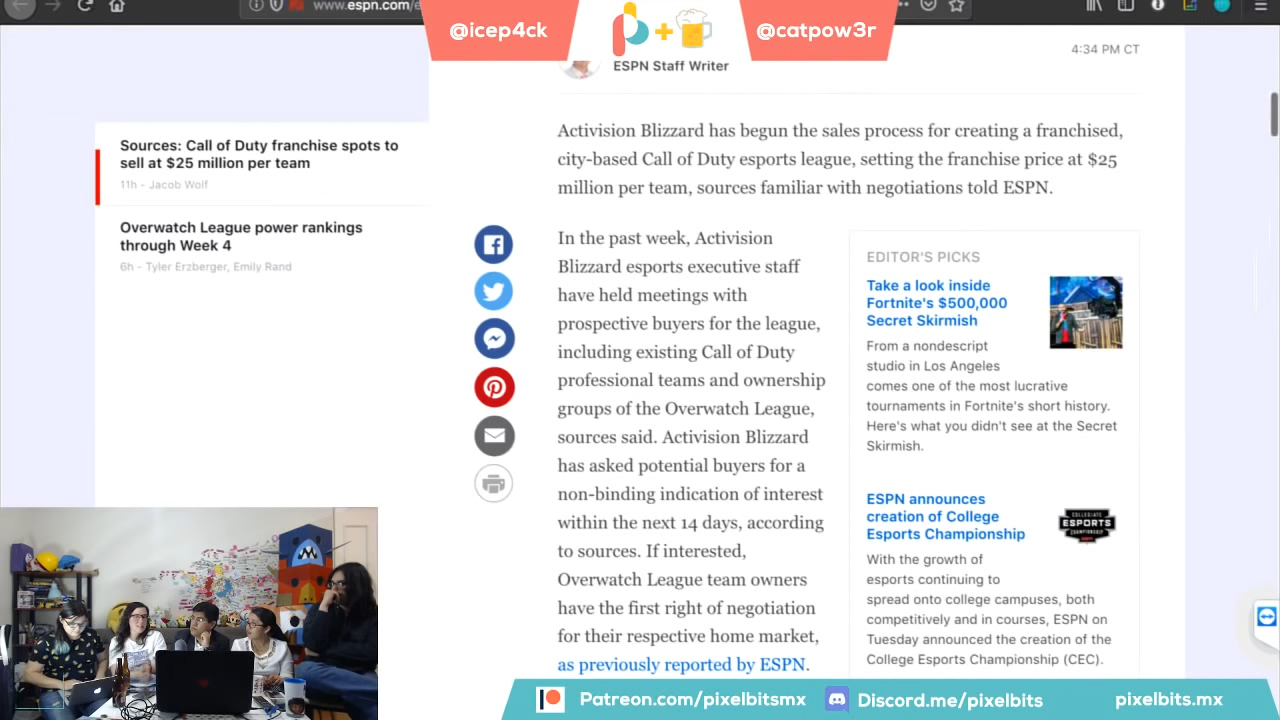 www.espn.com/e
@icep4ck
@catpow3r
4:34 PM CT
ESPN Staff Writer
Sources: Call of Duty franchise spots to
sell at $25 million per team
11h - Jacob Wolf
Overwatch League power rankings
through Week 4
6h - Tyler Erzberger, Emily Rand
Activision Blizzard has begun the sales process for creating a franchised,
city-based Call of Duty esports league, setting the franchise price at $25
million per team, sources familiar with negotiations told ESPN.
In the past week, Activision
Blizzard esports executive staff
have held meetings with
prospective buyers for the league,
including existing Call of Duty
professional teams and ownership
groups of the Overwatch League,
sources said. Activision Blizzard
has asked potential buyers for a
non-binding indication of interest
within the next 14 days, according
to sources. If interested,
Overwatch League team owners
have the first right of negotiation
for their respective home market,
as previously reported by ESPN.
EDITOR'S PICKS
Take a look inside
Fortnite's $500,000
Secret Skirmish
From a nondescript
studio in Los Angeles
comes one of the most lucrative
tournaments in Fortnite's short history.
Here's what you didn't see at the Secret
Skirmish.
ESPN announces
creation of College
Esports Championship
COLLEGIATE
ESPORTS
CHAMPIONSHIP
With the growth of
esports continuing to
spread onto college campuses, both
competitively and in courses, ESPN on
Tuesday announced the creation of the
College Esports Championship (CEC).
Patreon.com/pixelbitsmx
Discord.me/pixelbits
pixelbits.mx